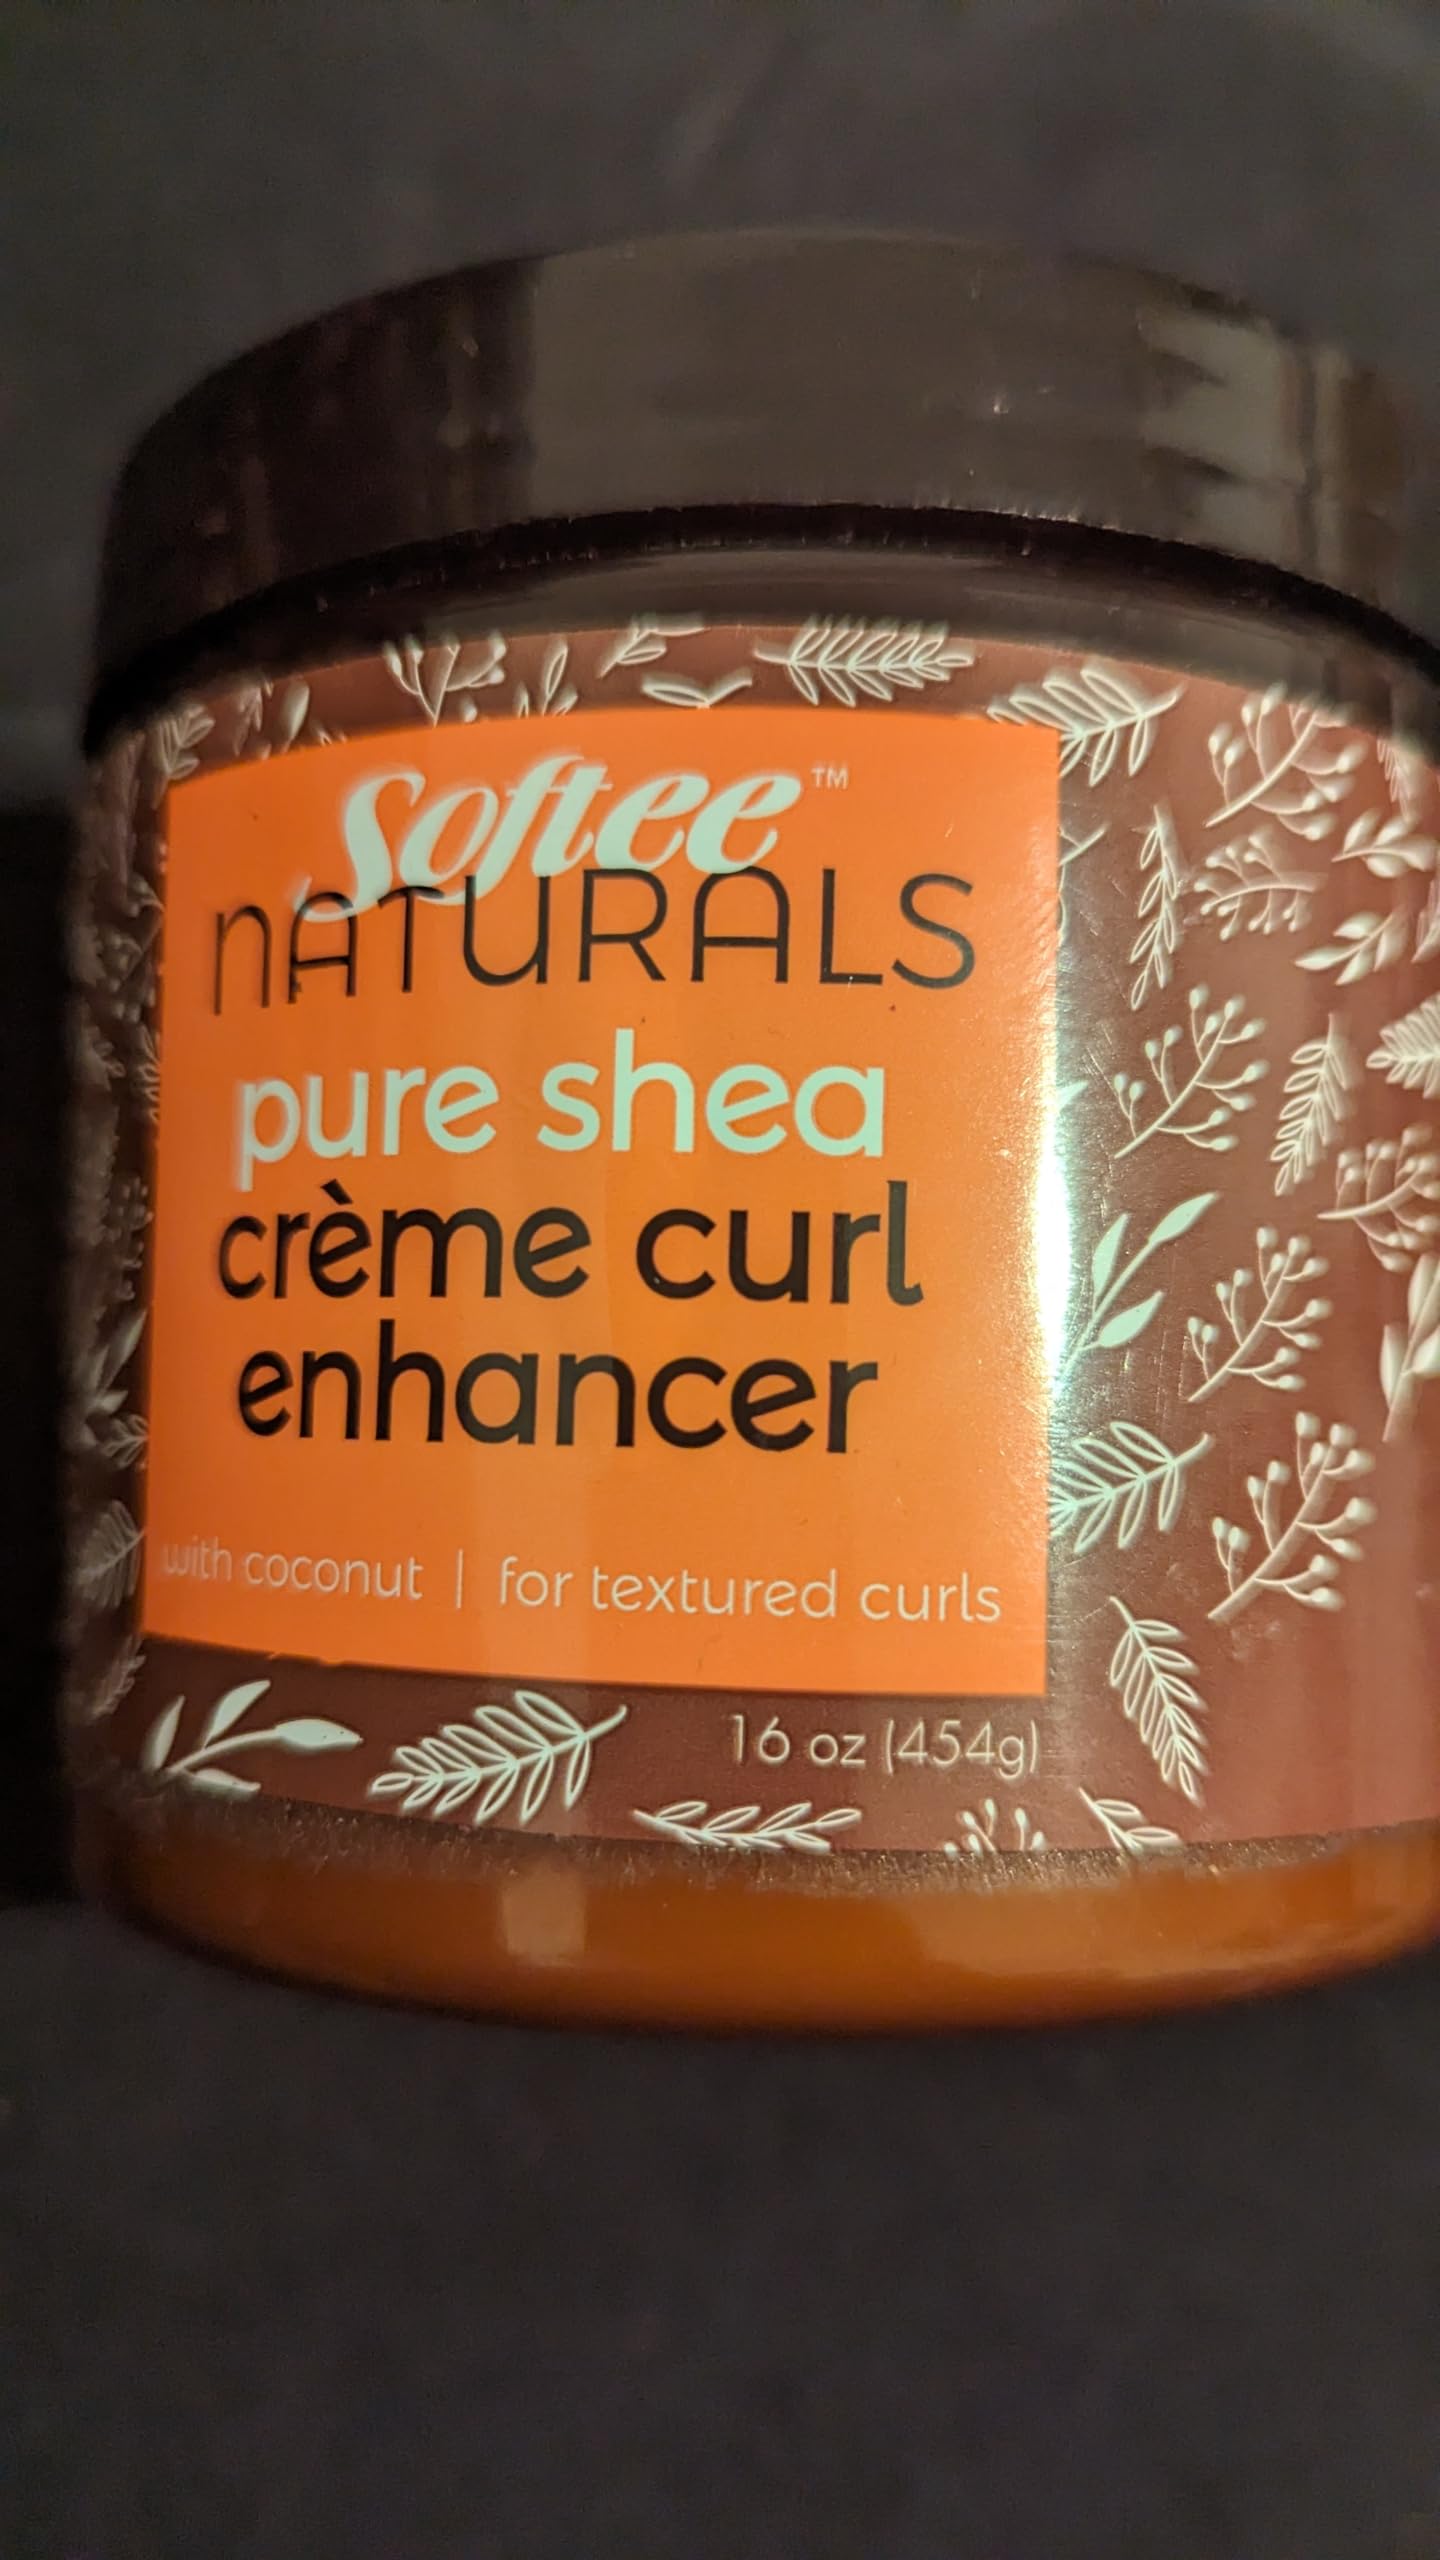 Softee™
NATURALS
pure shea
crème curl
enhancer
with coconut | for textured curls
16 oz (454g)